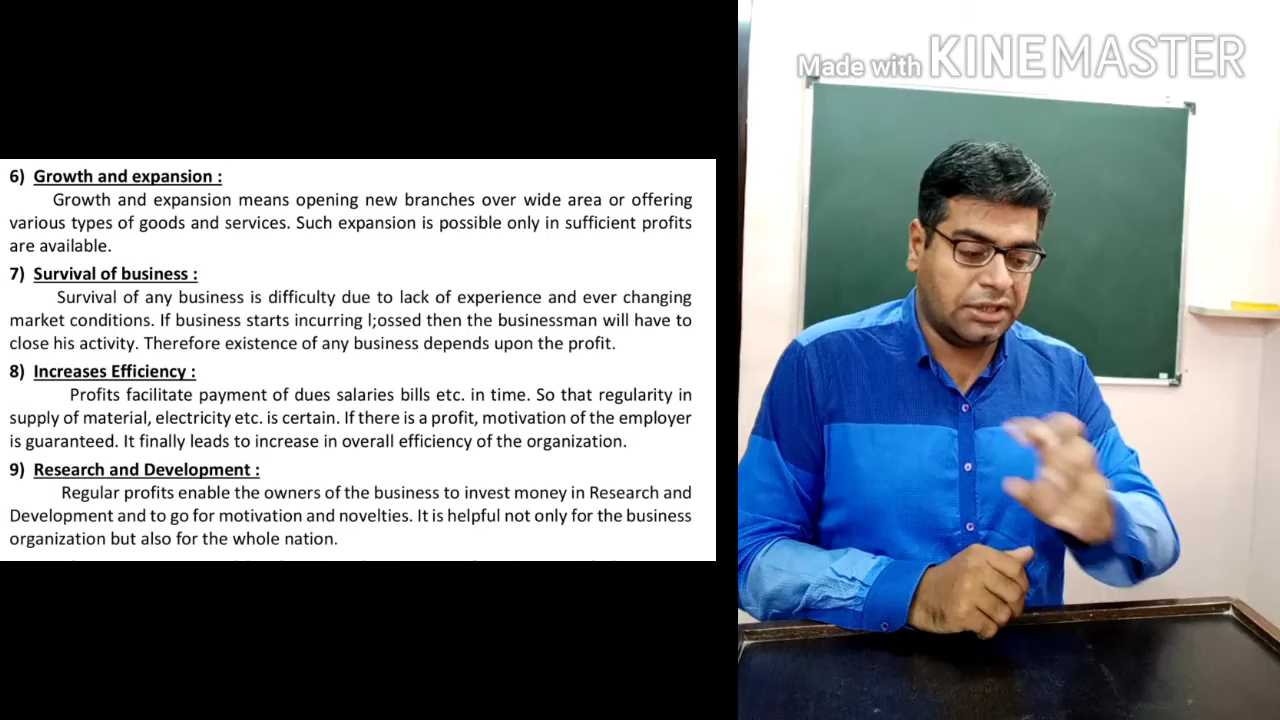 6) Growth and expansion :
Growth and expansion means opening new branches over wide area or offering
various types of goods and services. Such expansion is possible only in sufficient profits
are available.
7) Survival of business :
Survival of any business is difficulty due to lack of experience and ever changing
market conditions. If business starts incurring l;ossed then the businessman will have to
close his activity. Therefore existence of any business depends upon the profit.
8) Increases Efficiency :
Profits facilitate payment of dues salaries bills etc. in time. So that regularity in
supply of material, electricity etc. is certain. If there is a profit, motivation of the employer
is guaranteed. It finally leads to increase in overall efficiency of the organization.
9) Research and Development :
Regular profits enable the owners of the business to invest money in Research and
Development and to go for motivation and novelties. It is helpful not only for the business
organization but also for the whole nation.
Made with KINEMASTER